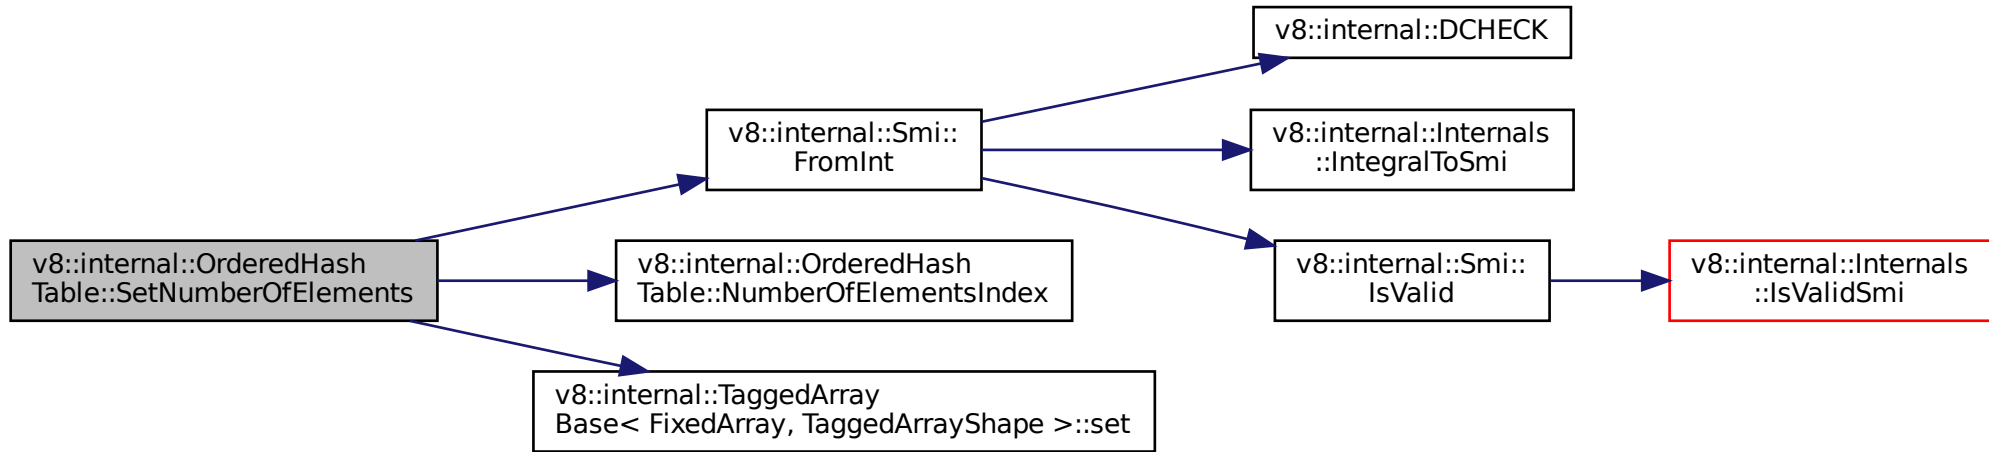 v8::internal::OrderedHash
Table::SetNumberOfElements
v8::internal::Smi::
FromInt
v8::internal::DCHECK
v8::internal::Internals
::IntegralToSmi
v8::internal::Smi::
IsValid
v8::internal::Internals
::IsValidSmi
v8::internal::OrderedHash
Table::NumberOfElementsIndex
v8::internal::TaggedArray
Base< FixedArray, TaggedArrayShape >::set